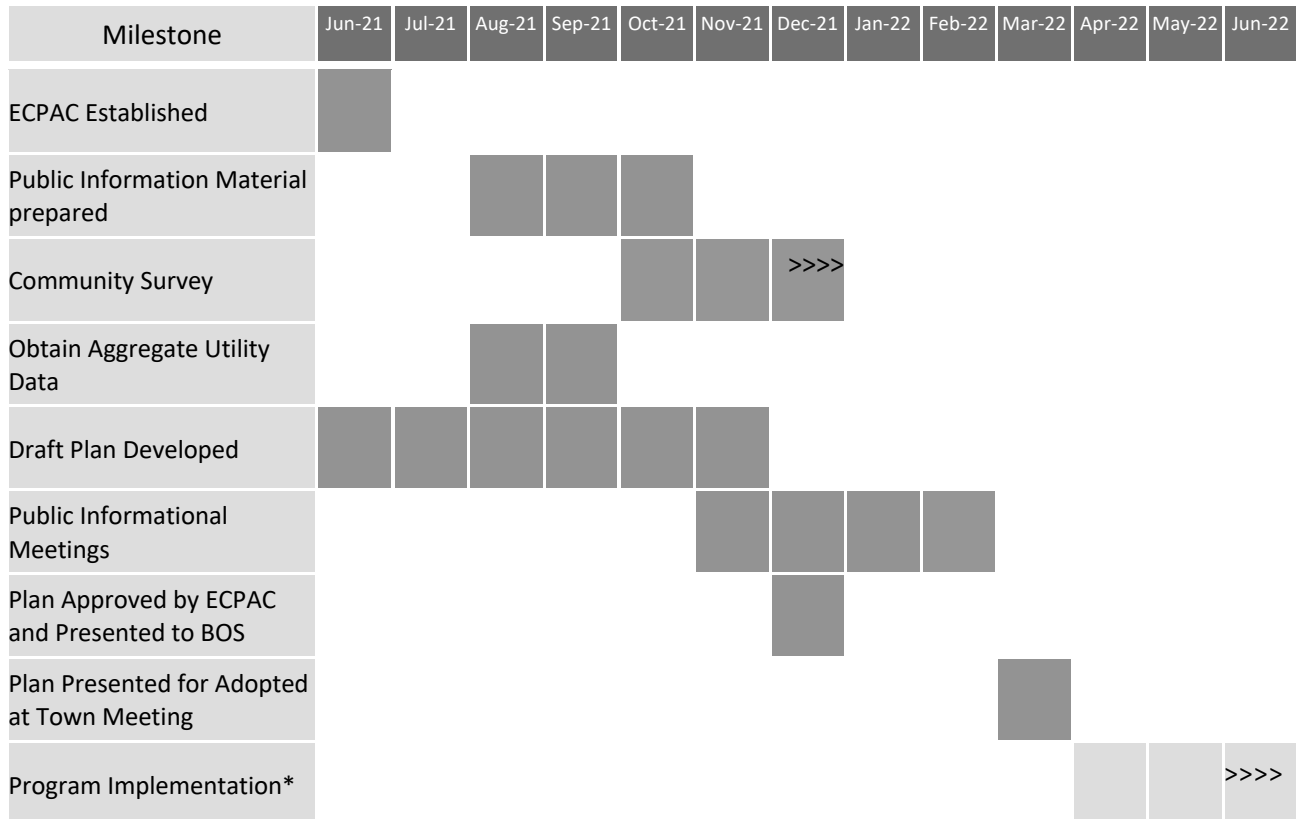 Milestone Jun-21 Jul-21 Aug-21 Sep-21 Oct-21 Nov-21 Dec-21 Jan-22 Feb-22 Mar-22 Apr-22 May-22 Jun-22
ECPAC Established
Public Information Material
prepared
Community Survey >>>>
Obtain Aggregate Utility
Data
Draft Plan Developed
Public Informational
Meetings
Plan Approved by ECPAC
and Presented to BOS
Plan Presented for Adopted
at Town Meeting
Program Implementation* >>>>